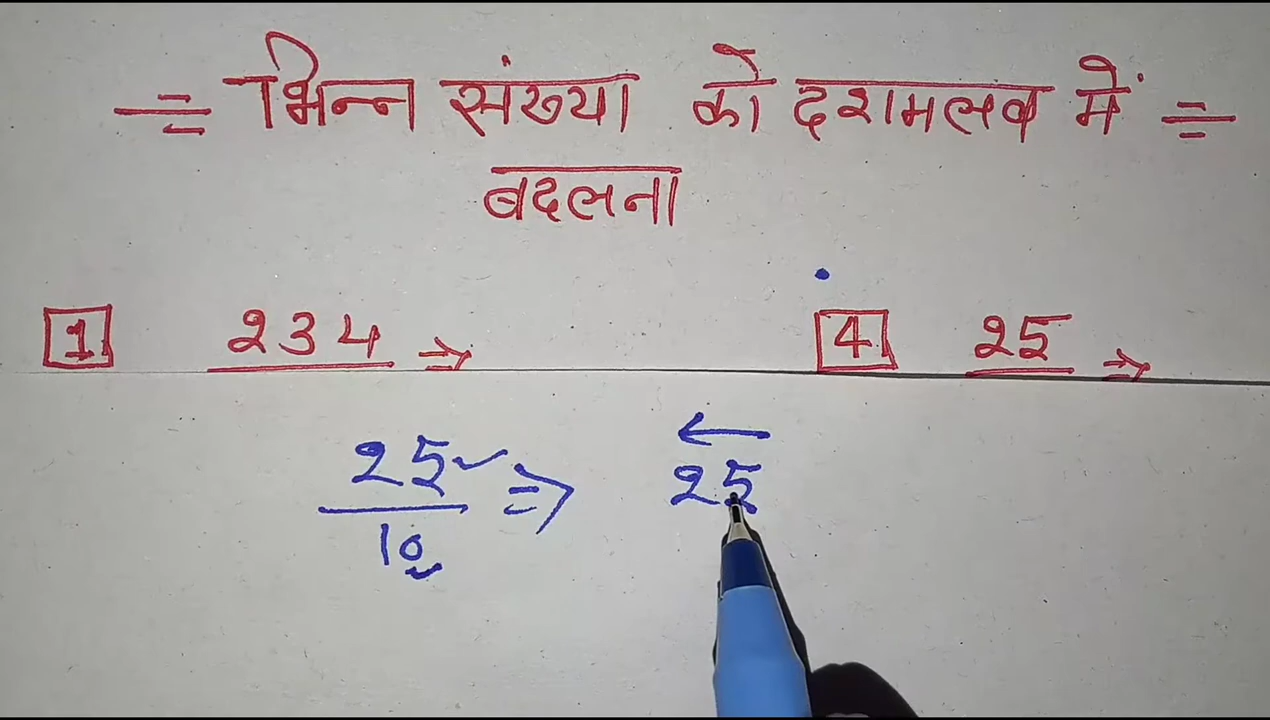 ÷ भिन्न संख्या को दशमलव में ÷
बदलना
1 234 ⇒
4 25 ⇒
25 ⇒ 25
10